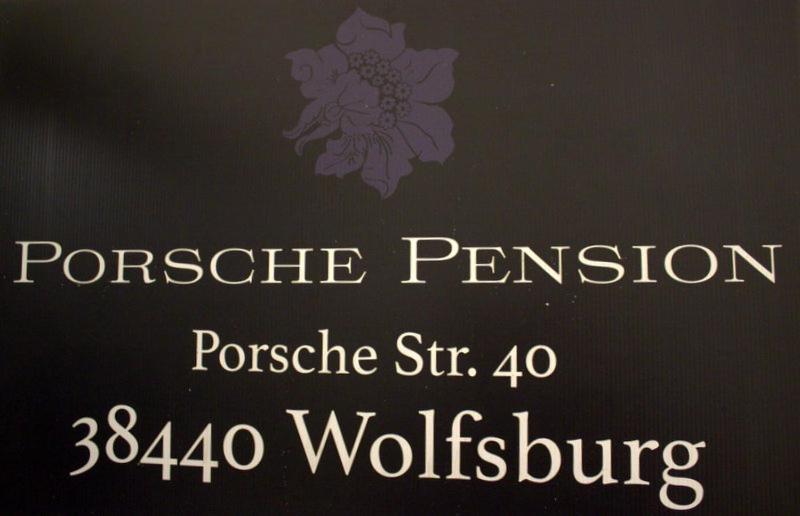 PORSCHE PENSION
Porsche Str. 40
38440 Wolfsburg